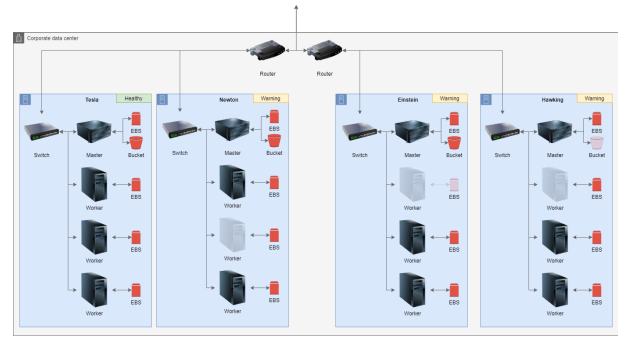 Corporate data center
Router
Router
Tesla
Healthy
Newton
Warning
Einstein
Warning
Hawking
Warning
Switch
Master
EBS
Bucket
Switch
Master
EBS
Bucket
Switch
Master
EBS
Bucket
Switch
Master
EBS
Bucket
Worker
EBS
Worker
EBS
Worker
EBS
Worker
EBS
Worker
EBS
Worker
EBS
Worker
EBS
Worker
EBS
Worker
EBS
Worker
EBS
Worker
EBS
Worker
EBS